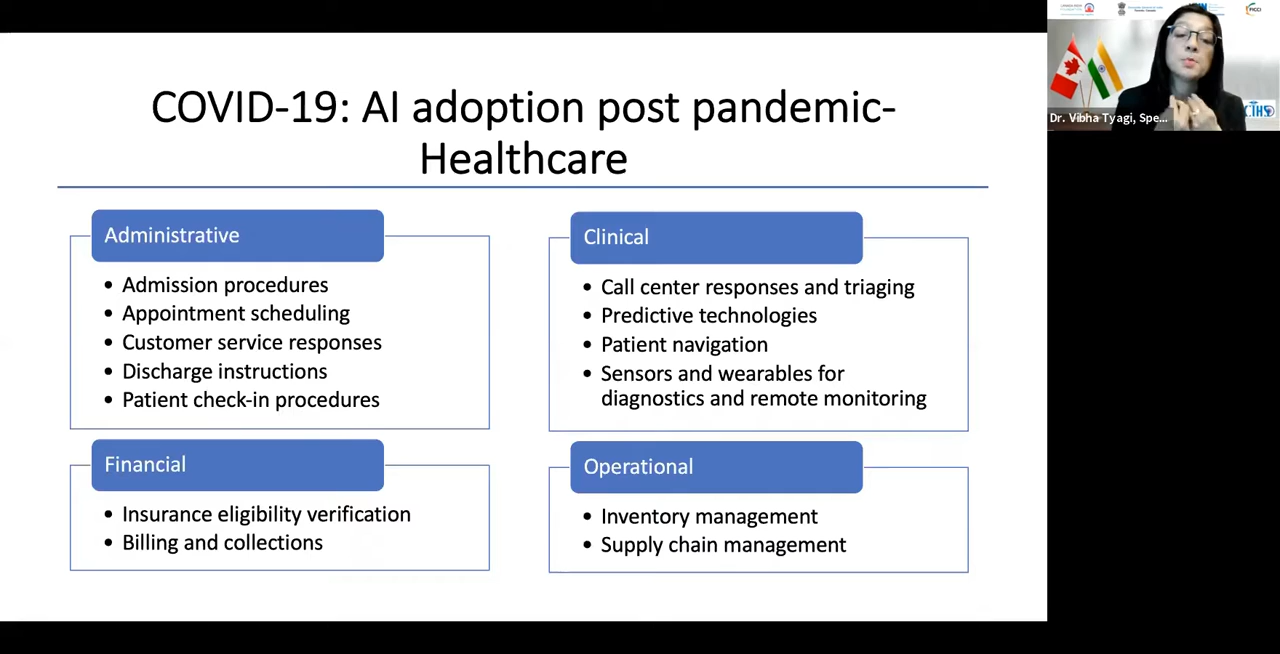 COVID-19: AI adoption post pandemic-
Healthcare
Administrative
• Admission procedures
• Appointment scheduling
• Customer service responses
• Discharge instructions
• Patient check-in procedures
Clinical
• Call center responses and triaging
• Predictive technologies
• Patient navigation
• Sensors and wearables for
diagnostics and remote monitoring
Financial
• Insurance eligibility verification
• Billing and collections
Operational
• Inventory management
• Supply chain management
FICCI
Dr. Vibha Tyagi, Spe...